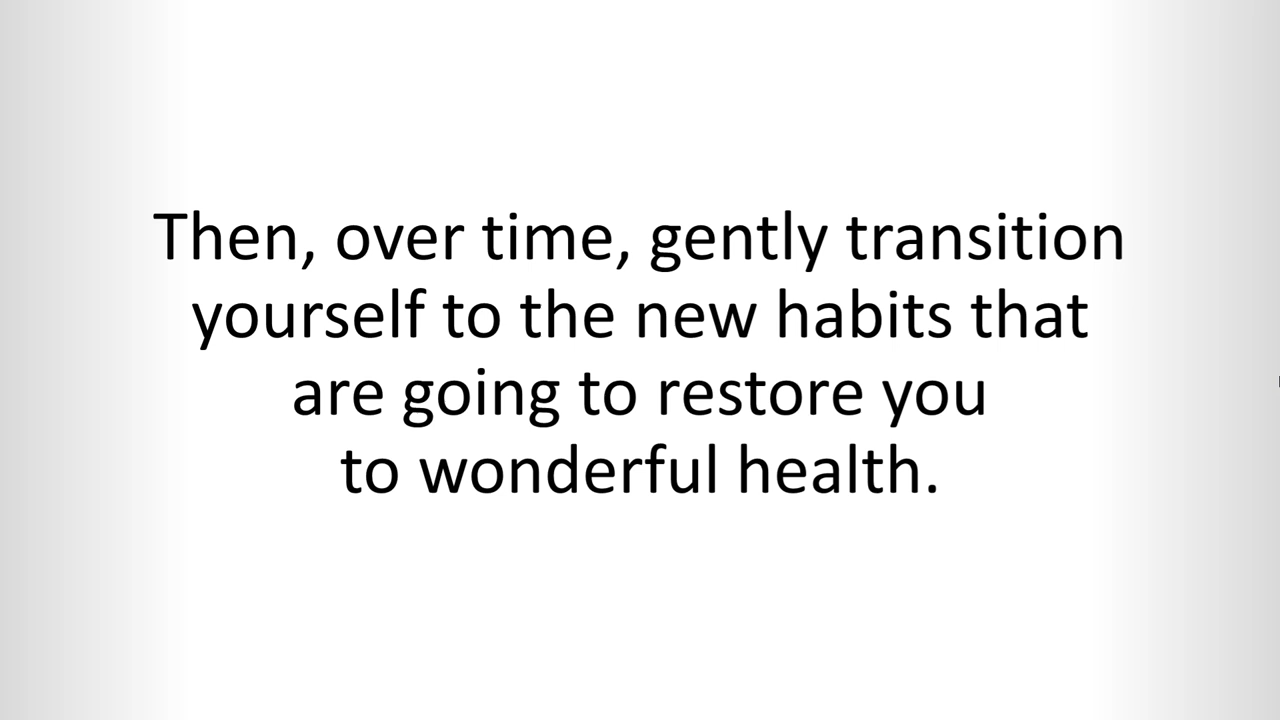 Then, over time, gently transition
yourself to the new habits that
are going to restore you
to wonderful health.